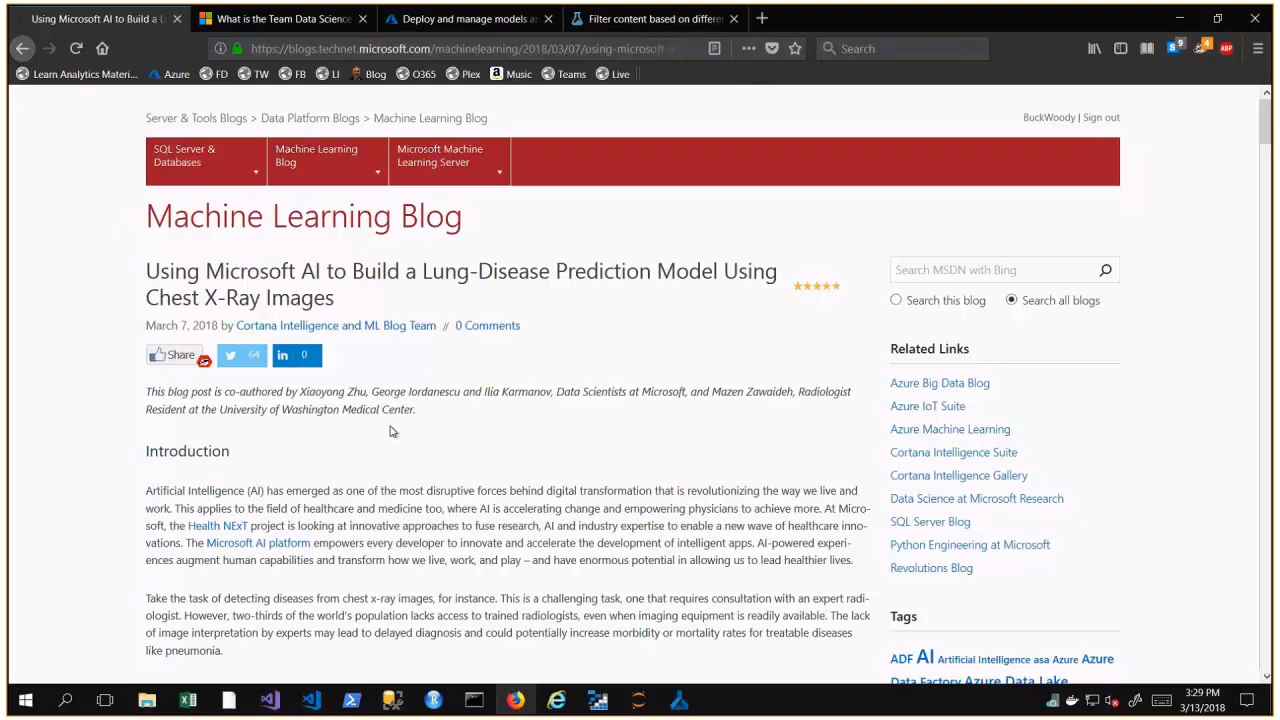 Using Microsoft AI to Build a L
What is the Team Data Science
Deploy and manage models a
Filter content based on differe
https://blogs.technet.microsoft.com/machinelearning/2018/03/07/using-microsoft-
Search
9
4
ABP
Learn Analytics Materi...
Azure
FD
TW
FB
LI
Blog
O365
Plex
Music
Teams
Live
Server & Tools Blogs > Data Platform Blogs > Machine Learning Blog
BuckWoody | Sign out
SQL Server & Databases
Machine Learning Blog
Microsoft Machine Learning Server
Machine Learning Blog
Using Microsoft AI to Build a Lung-Disease Prediction Model Using
Chest X-Ray Images
March 7, 2018 by Cortana Intelligence and ML Blog Team // 0 Comments
Share
64
in 0
This blog post is co-authored by Xiaoyong Zhu, George Iordanescu and Ilia Karmanov, Data Scientists at Microsoft, and Mazen Zawaideh, Radiologist
Resident at the University of Washington Medical Center.
Introduction
Artificial Intelligence (AI) has emerged as one of the most disruptive forces behind digital transformation that is revolutionizing the way we live and
work. This applies to the field of healthcare and medicine too, where AI is accelerating change and empowering physicians to achieve more. At Micro-
soft, the Health NExT project is looking at innovative approaches to fuse research, AI and industry expertise to enable a new wave of healthcare inno-
vations. The Microsoft AI platform empowers every developer to innovate and accelerate the development of intelligent apps. AI-powered experi-
ences augment human capabilities and transform how we live, work, and play – and have enormous potential in allowing us to lead healthier lives.
Take the task of detecting diseases from chest x-ray images, for instance. This is a challenging task, one that requires consultation with an expert radi-
ologist. However, two-thirds of the world's population lacks access to trained radiologists, even when imaging equipment is readily available. The lack
of image interpretation by experts may lead to delayed diagnosis and could potentially increase morbidity or mortality rates for treatable diseases
like pneumonia.
Search MSDN with Bing
Search this blog
Search all blogs
Related Links
Azure Big Data Blog
Azure IoT Suite
Azure Machine Learning
Cortana Intelligence Suite
Cortana Intelligence Gallery
Data Science at Microsoft Research
SQL Server Blog
Python Engineering at Microsoft
Revolutions Blog
Tags
ADF AI Artificial Intelligence asa Azure Azure
Data Factory Azure Data Lake
3:29 PM
3/13/2018